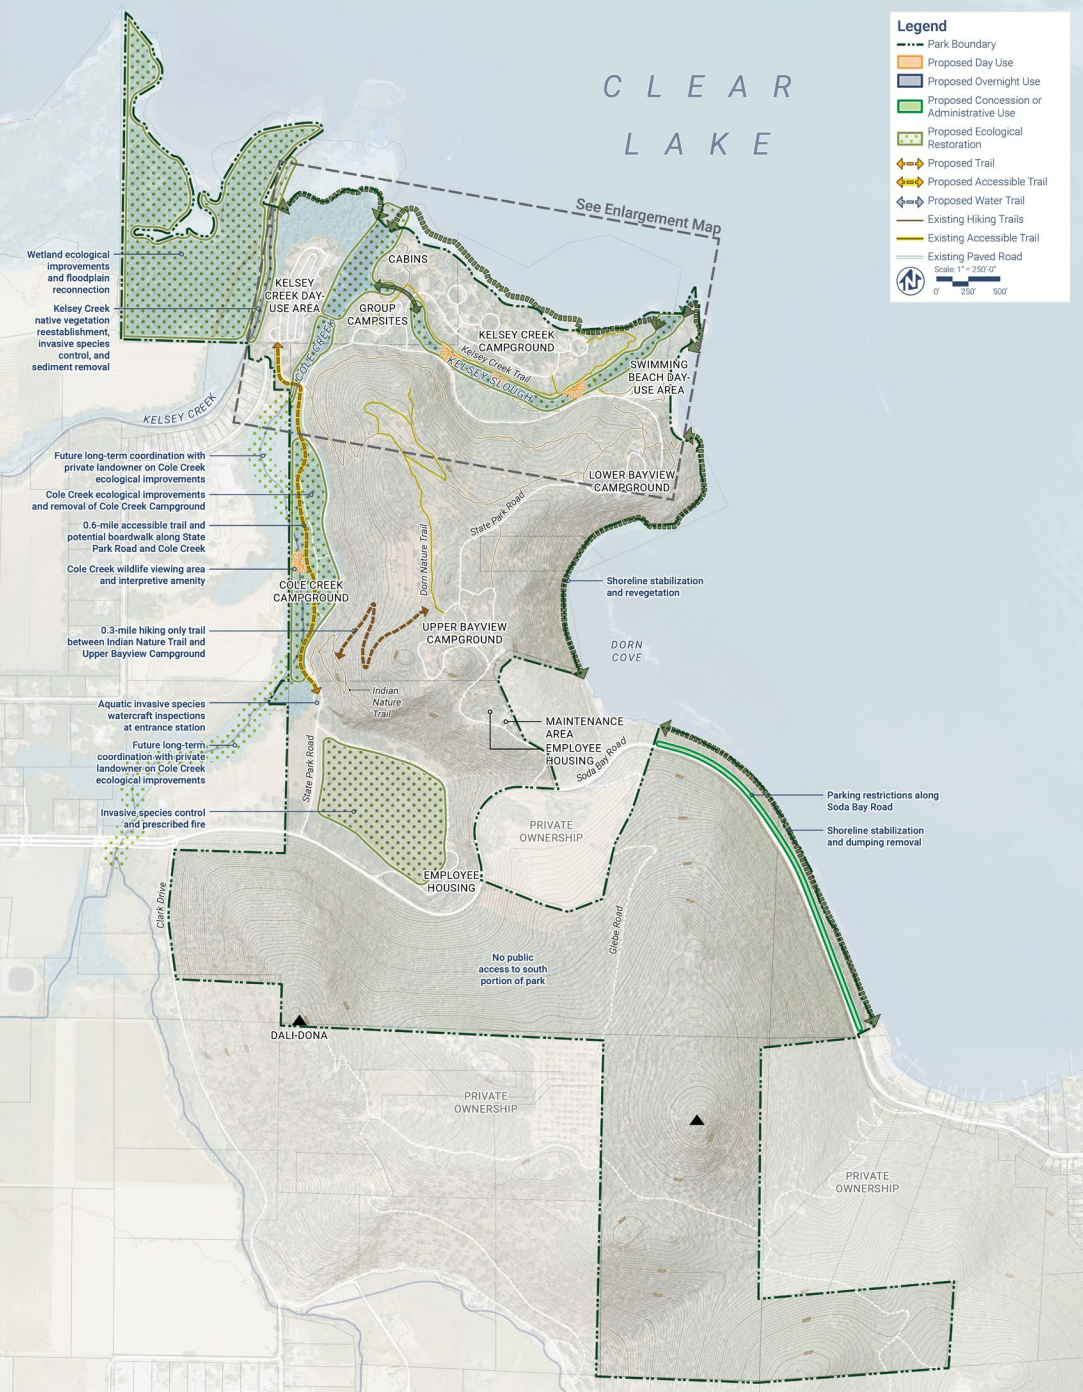 CLEAR
LAKE
Legend
Park Boundary
Proposed Day Use
Proposed Overnight Use
Proposed Concession or
Administrative Use
Proposed Ecological
Restoration
Proposed Trail
Proposed Accessible Trail
Proposed Water Trail
Existing Hiking Trails
Existing Accessible Trail
Existing Paved Road
Scale: 1" = 250'-0"
N
0' 250' 500'
See Enlargement Map
Wetland ecological
improvements
and floodplain
reconnection
Kelsey Creek
native vegetation
reestablishment,
invasive species
control, and
sediment removal
KELSEY
CREEK DAY-
USE AREA
CABINS
GROUP
CAMPSITES
COLE CREEK
KELSEY CREEK
CAMPGROUND
Kelsey Creek Trail
KELSEY SLOUGH
SWIMMING
BEACH DAY-
USE AREA
KELSEY CREEK
LOWER BAYVIEW
CAMPGROUND
Future long-term coordination with
private landowner on Cole Creek
ecological improvements
Cole Creek ecological improvements
and removal of Cole Creek Campground
0.6-mile accessible trail and
potential boardwalk along State
Park Road and Cole Creek
Cole Creek wildlife viewing area
and interpretive amenity
COLE CREEK
CAMPGROUND
State Park Road
Dorn Nature Trail
Shoreline stabilization
and revegetation
0.3-mile hiking only trail
between Indian Nature Trail and
Upper Bayview Campground
UPPER BAYVIEW
CAMPGROUND
DORN
COVE
Indian
Nature
Trail
Aquatic invasive species
watercraft inspections
at entrance station
MAINTENANCE
AREA
EMPLOYEE
HOUSING
Soda Bay Road
Future long-term
coordination with private
landowner on Cole Creek
ecological improvements
State Park Road
Invasive species control
and prescribed fire
PRIVATE
OWNERSHIP
Parking restrictions along
Soda Bay Road
Shoreline stabilization
and dumping removal
EMPLOYEE
HOUSING
Clark Drive
Glebe Road
No public
access to south
portion of park
DALI-DONA
PRIVATE
OWNERSHIP
PRIVATE
OWNERSHIP